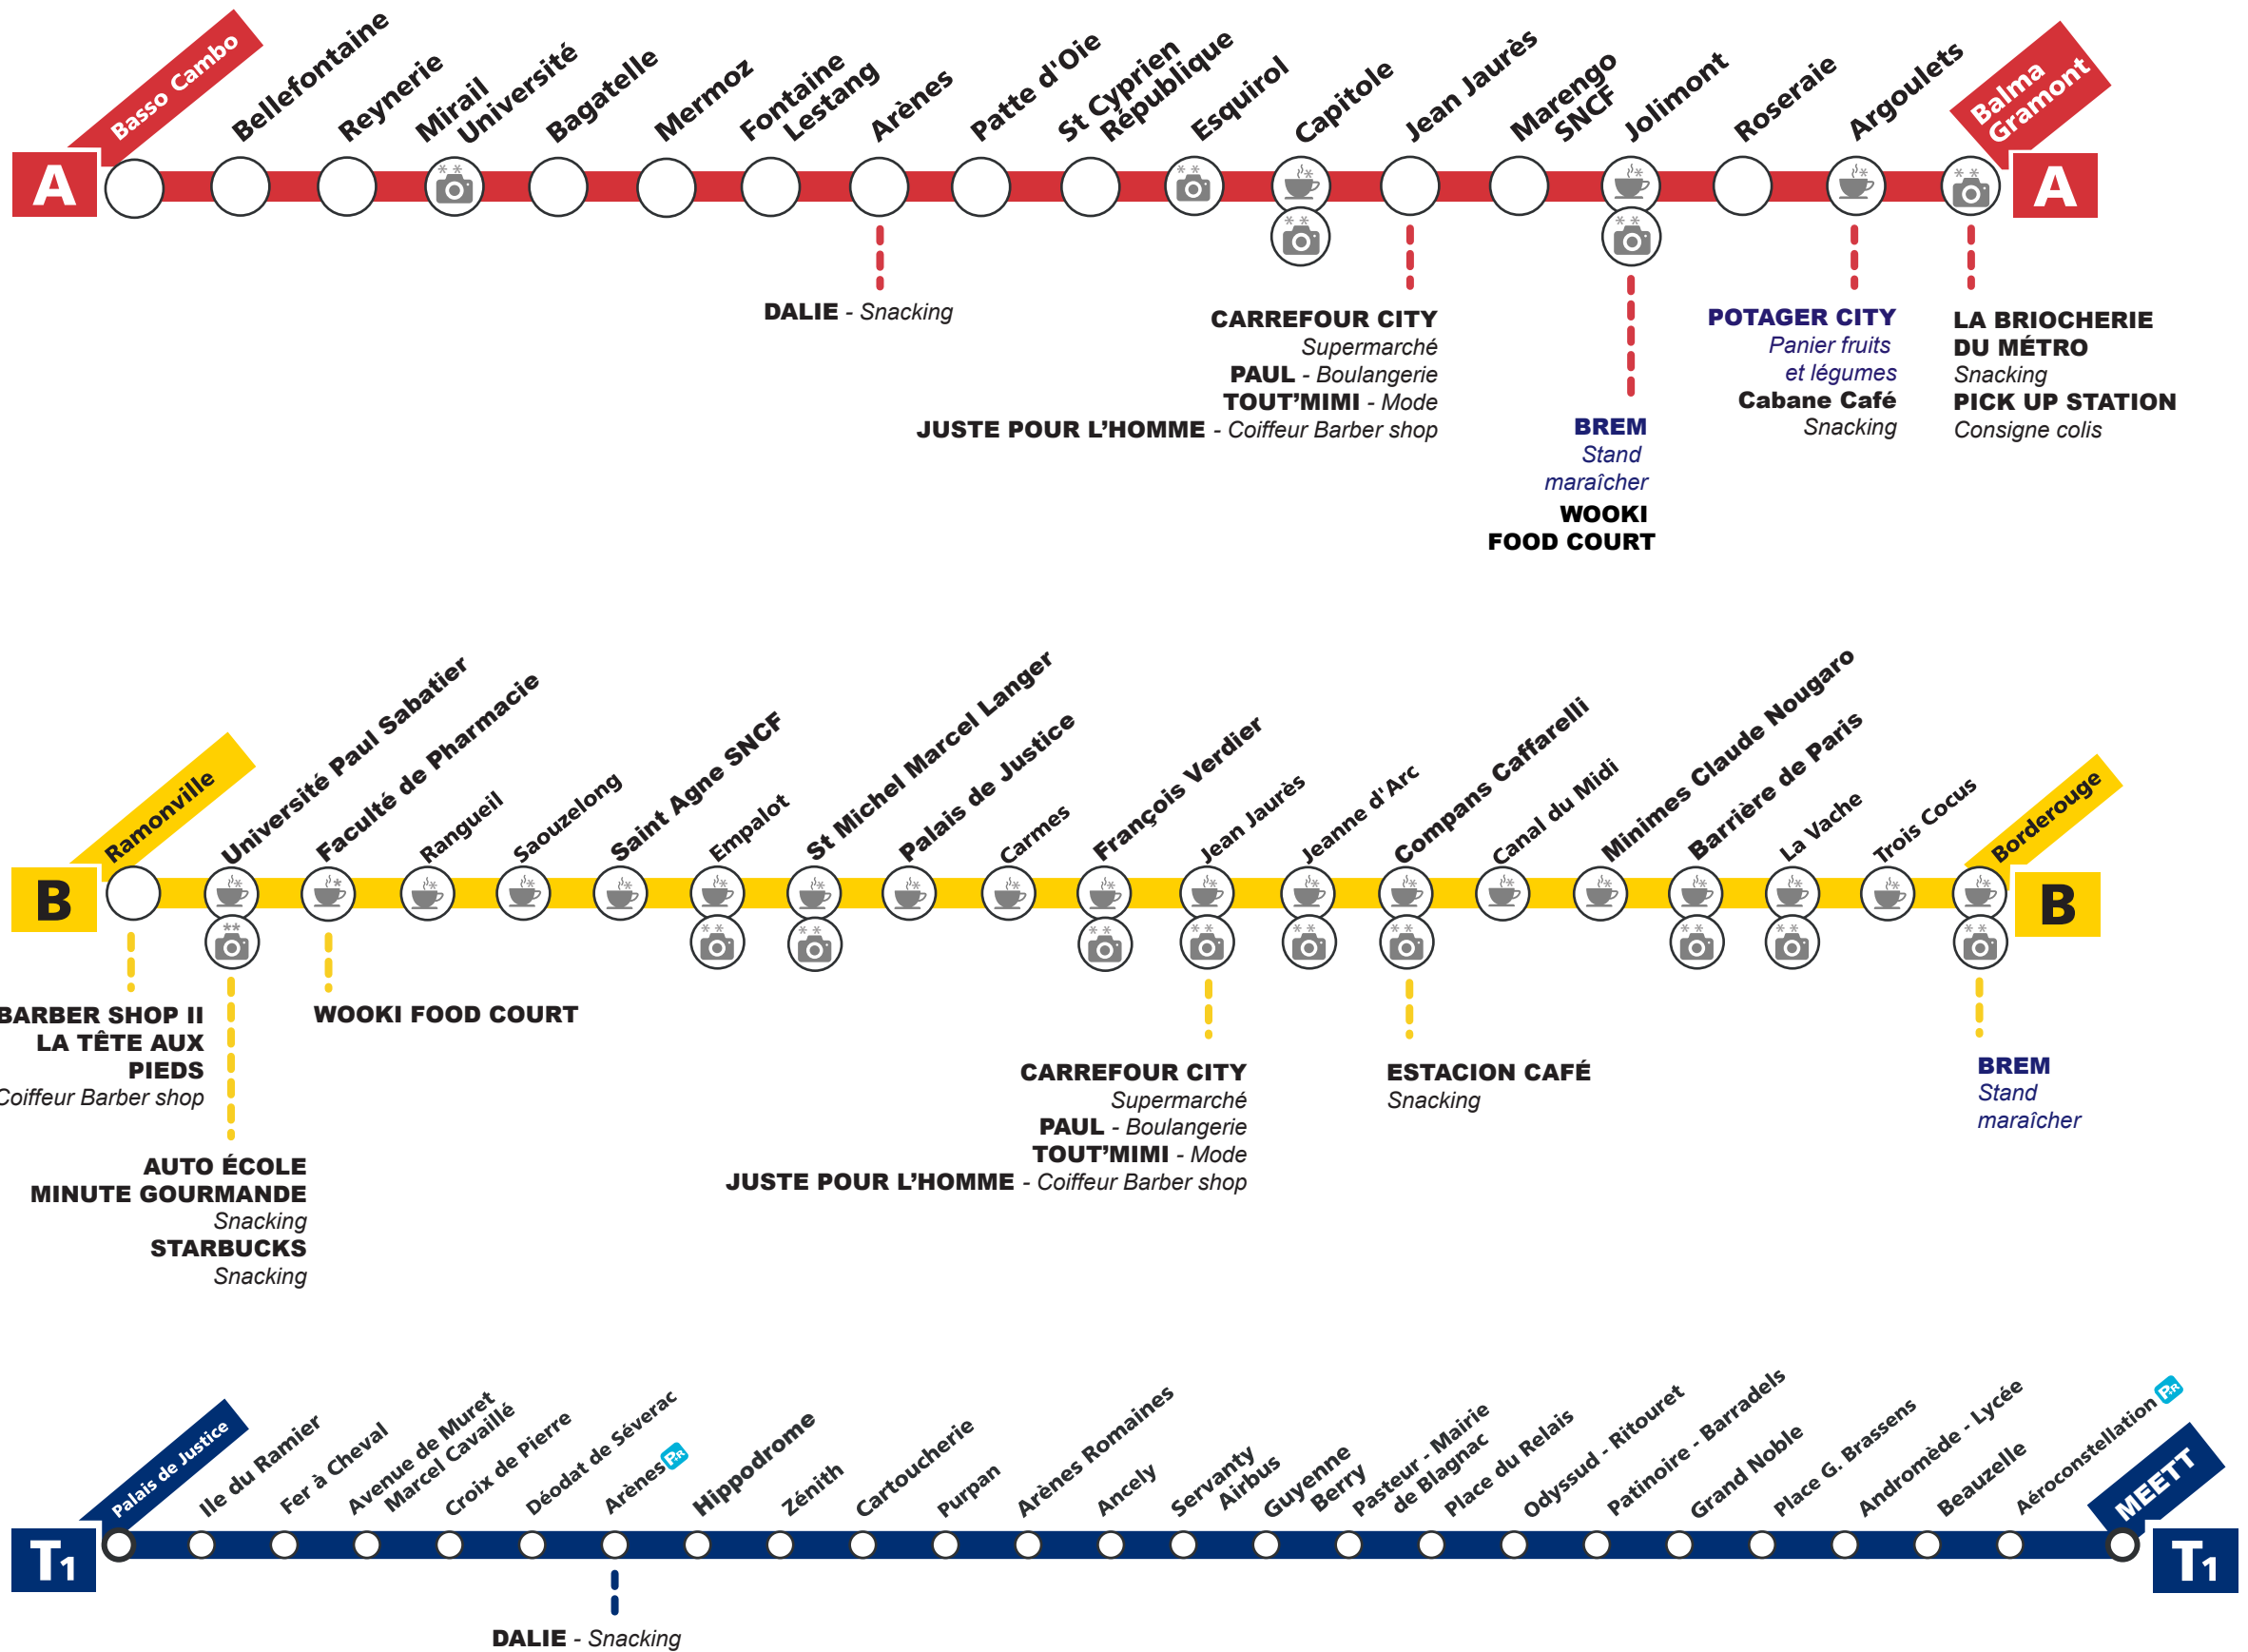 Basso Cambo
Bellefontaine
Reynerie
Mirail
Université
Bagatelle
Mermoz
Fontaine
Lestang
Arènes
Patte d'Oie
St Cyprien
République
Esquirol
Capitole
Jean Jaurès
Marengo
SNCF
Jolimont
Roseraie
Argoulets
Balma
Gramont
A
A
DALIE - Snacking
CARREFOUR CITY
Supermarché
PAUL - Boulangerie
TOUT’MIMI - Mode
JUSTE POUR L’HOMME - Coiffeur Barber shop
BREM
Stand
maraîcher
WOOKI
FOOD COURT
POTAGER CITY
Panier fruits
et légumes
Cabane Café
Snacking
LA BRIOCHERIE
DU MÉTRO
Snacking
PICK UP STATION
Consigne colis
Ramonville
Université Paul Sabatier
Faculté de Pharmacie
Rangueil
Saouzelong
Saint Agne SNCF
Empalot
St Michel Marcel Langer
Palais de Justice
Carmes
François Verdier
Jean Jaurès
Jeanne d'Arc
Compans Caffarelli
Canal du Midi
Minimes Claude Nougaro
Barrière de Paris
La Vache
Trois Cocus
Borderouge
B
B
BARBER SHOP II
LA TÊTE AUX
PIEDS
Coiffeur Barber shop
AUTO ÉCOLE
MINUTE GOURMANDE
Snacking
STARBUCKS
Snacking
WOOKI FOOD COURT
CARREFOUR CITY
Supermarché
PAUL - Boulangerie
TOUT’MIMI - Mode
JUSTE POUR L’HOMME - Coiffeur Barber shop
ESTACION CAFÉ
Snacking
BREM
Stand
maraîcher
Palais de Justice
Ile du Ramier
Fer à Cheval
Avenue de Muret
Marcel Cavaillé
Croix de Pierre
Déodat de Séverac
Arènes P+R
Hippodrome
Zénith
Cartoucherie
Purpan
Arènes Romaines
Ancely
Servanty
Airbus
Guyenne
Berry
Pasteur - Mairie
de Blagnac
Place du Relais
Odyssud - Ritouret
Patinoire - Barradels
Grand Noble
Place G. Brassens
Andromède - Lycée
Beauzelle
Aéroconstellation P+R
MEETT
T1
T1
DALIE - Snacking